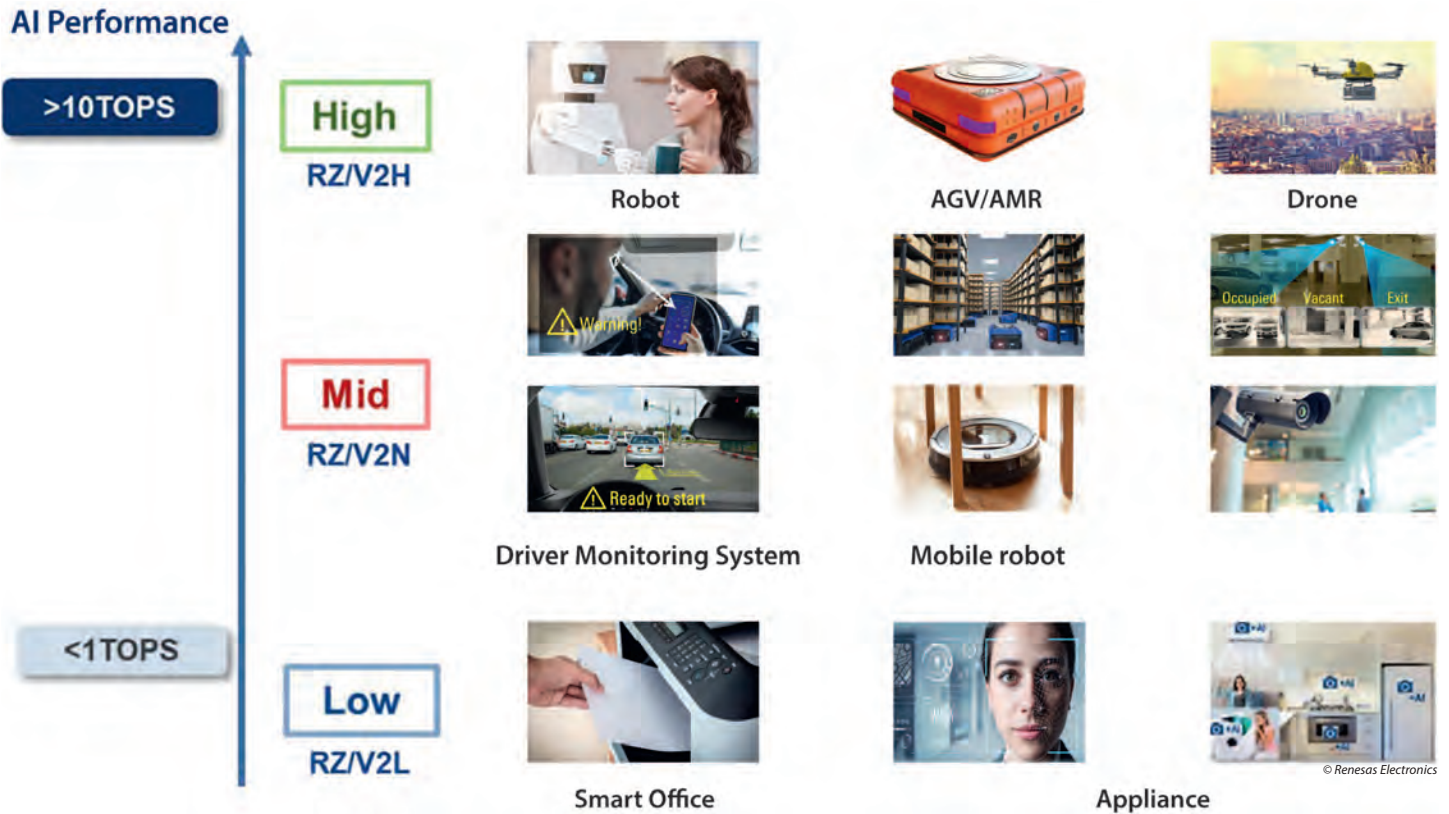 AI Performance
>10TOPS
High
RZ/V2H
Robot
AGV/AMR
Drone
Warning!
Occupied
Vacant
Exit
Mid
RZ/V2N
Ready to start
Driver Monitoring System
Mobile robot
<1TOPS
Low
RZ/V2L
+AI
+AI
+AI
+AI
+AI
© Renesas Electronics
Smart Office
Appliance